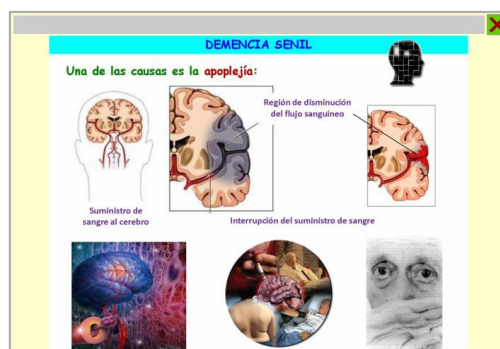 DEMENCIA SENIL
Una de las causas es la apoplejía:
Región de disminución
del flujo sanguineo
Suministro de
sangre al cerebro
Interrupción del suministro de sangre